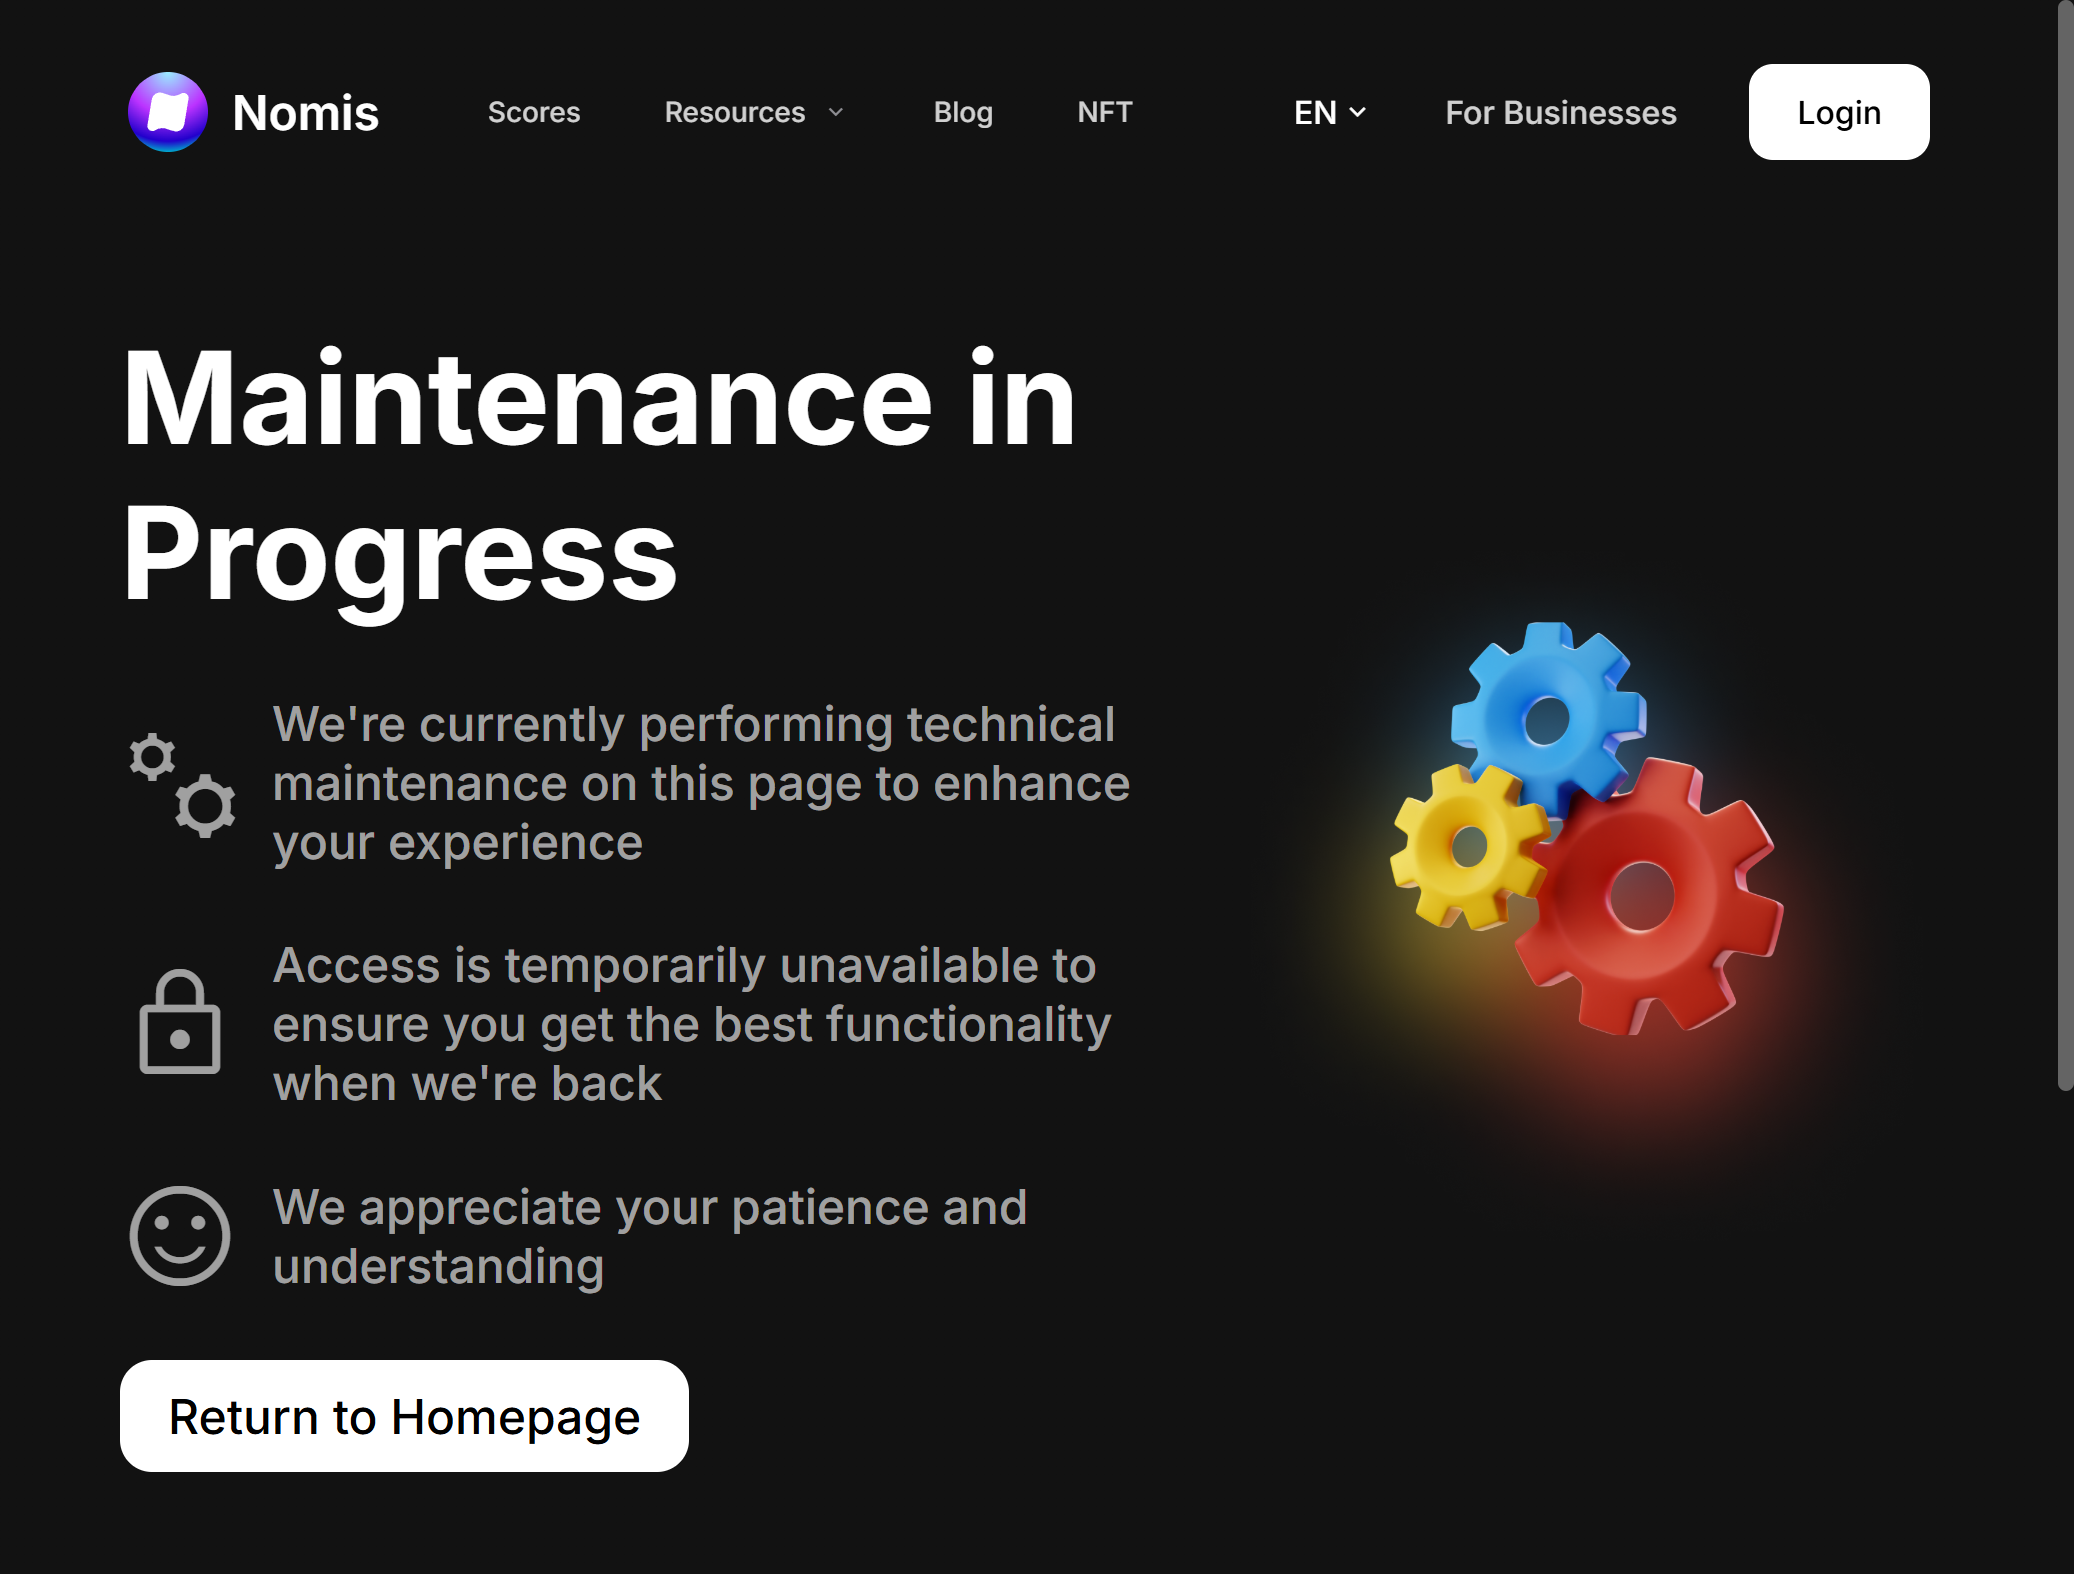 Nomis
Scores
Resources
Blog
NFT
EN
For Businesses
Login
Maintenance in
Progress
We're currently performing technical
maintenance on this page to enhance
your experience
Access is temporarily unavailable to
ensure you get the best functionality
when we're back
We appreciate your patience and
understanding
Return to Homepage